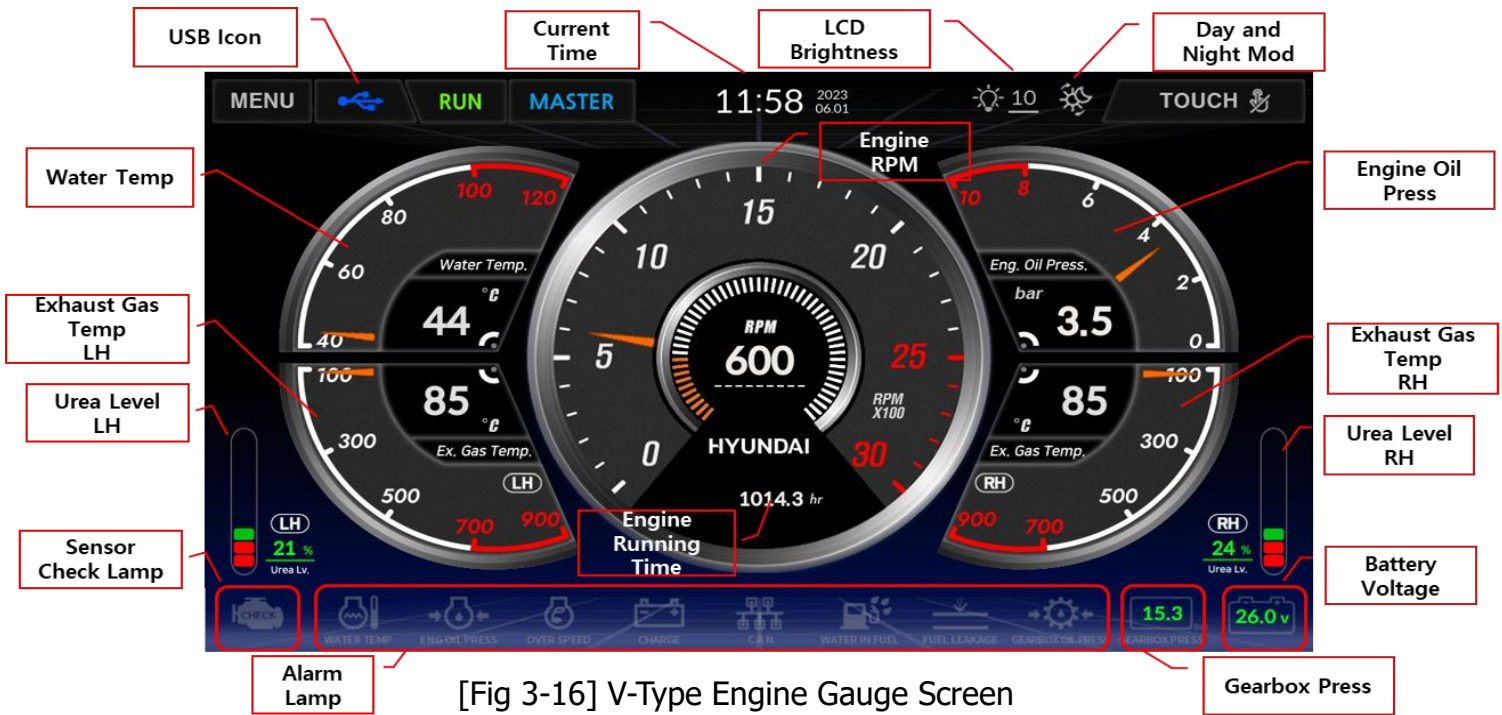 USB Icon
Current
Time
LCD
Brightness
Day and
Night Mod
MENU
RUN
MASTER
11:58
2023
06.01
10
TOUCH
Engine
RPM
Water Temp
Engine Oil
Press
40
60
80
100
120
Water Temp.
°C
44
0
5
10
15
20
25
30
RPM
X100
RPM
600
HYUNDAI
1014.3 hr
Engine
Running
Time
10
8
6
4
2
0
Eng. Oil Press.
bar
3.5
Exhaust Gas
Temp
LH
100
300
500
700
900
85
°C
Ex. Gas Temp.
LH
Exhaust Gas
Temp
RH
100
300
500
700
900
85
°C
Ex. Gas Temp.
RH
Urea Level
LH
LH
21 %
Urea Lv.
Urea Level
RH
RH
24 %
Urea Lv.
Sensor
Check Lamp
Battery
Voltage
CHECK
WATER TEMP
ENG OIL PRESS
OVER SPEED
CHARGE
CAN
WATER IN FUEL
FUEL LEAKAGE
GEARBOX OIL PRESS
15.3
GEARBOX PRESS
26.0 v
Alarm
Lamp
Gearbox Press
[Fig 3-16] V-Type Engine Gauge Screen